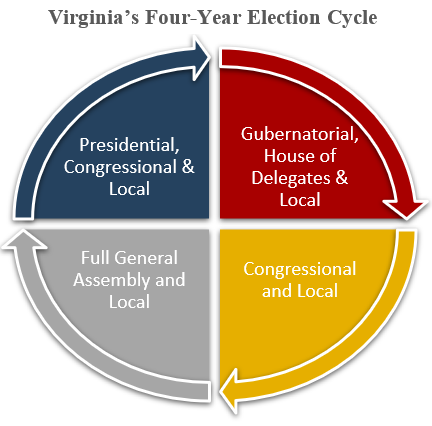 Virginia's Four-Year Election Cycle
Presidential,
Congressional &
Local
Gubernatorial,
House of
Delegates &
Local
Full General
Assembly and
Local
Congressional
and Local